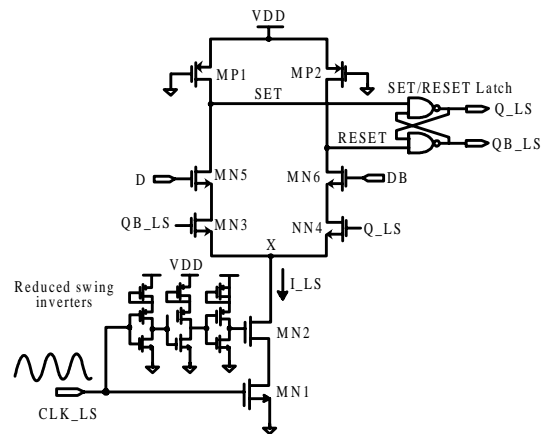 VDD
MP1
MP2
SET/RESET Latch
SET
Q_LS
RESET
QB_LS
D
MN5
MN6
DB
QB_LS
MN3
NN4
Q_LS
X
I_LS
Reduced swing
inverters
VDD
MN2
MN1
CLK_LS